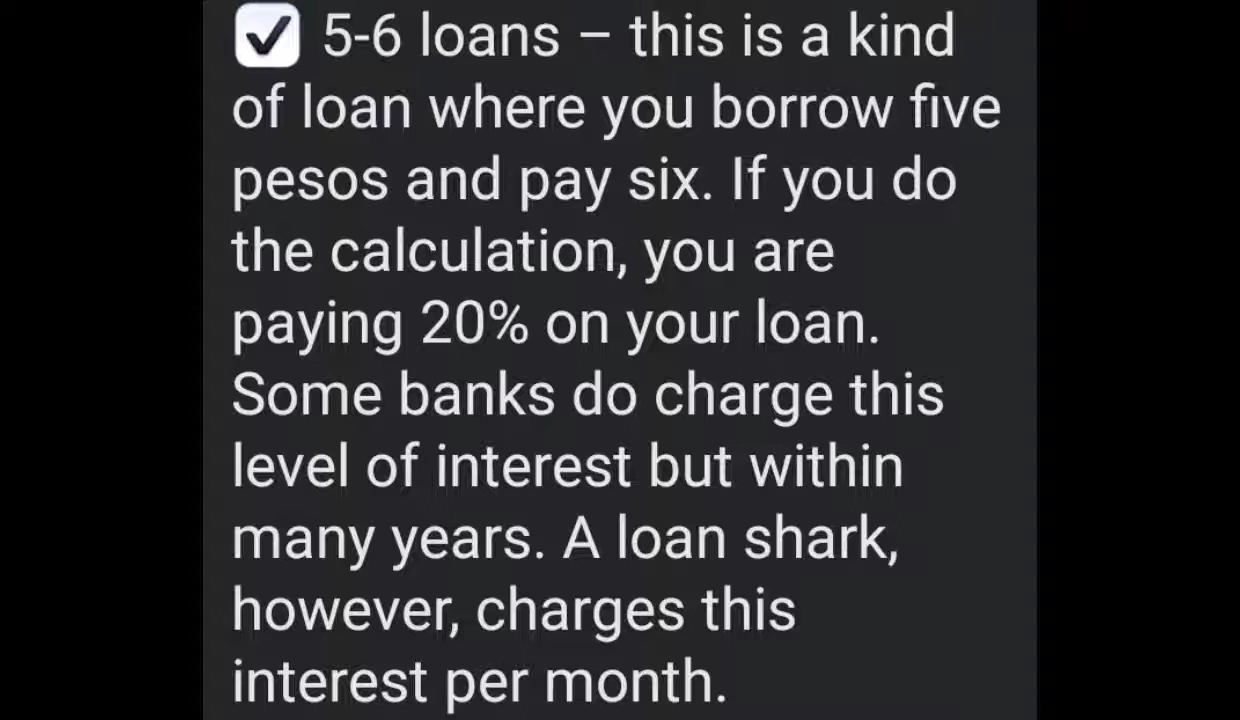 ✔ 5-6 loans – this is a kind
of loan where you borrow five
pesos and pay six. If you do
the calculation, you are
paying 20% on your loan.
Some banks do charge this
level of interest but within
many years. A loan shark,
however, charges this
interest per month.